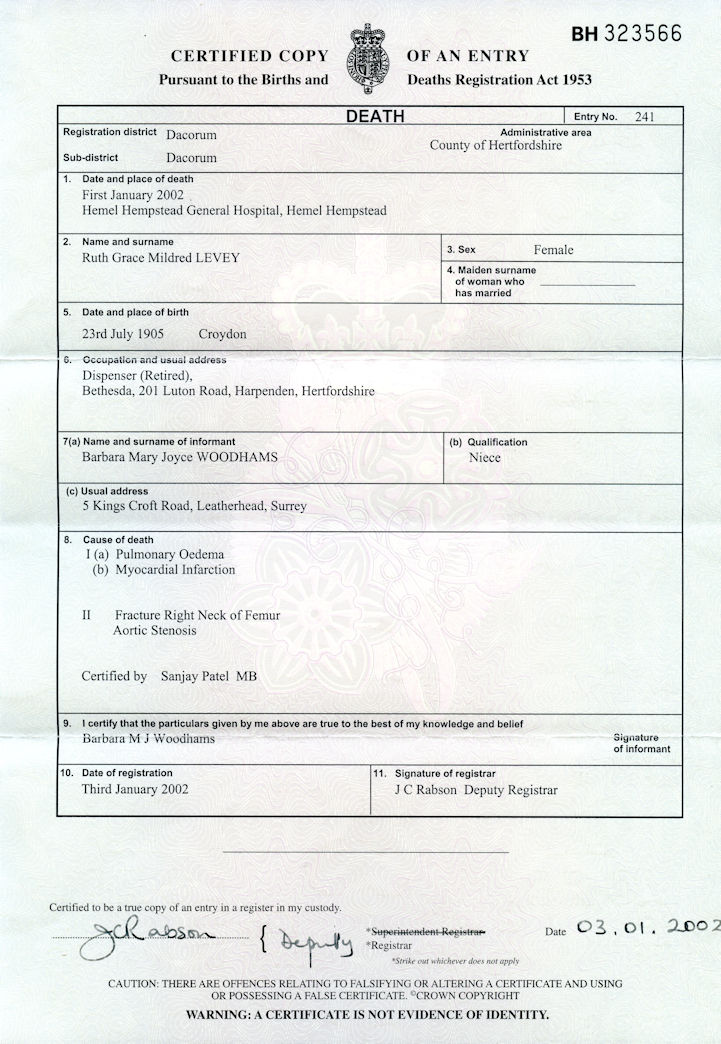 BH 323566
CERTIFIED COPY OF AN ENTRY
Pursuant to the Births and Deaths Registration Act 1953
DEATH
Entry No. 241
Registration district Dacorum
Administrative area
County of Hertfordshire
Sub-district Dacorum
1. Date and place of death
First January 2002
Hemel Hempstead General Hospital, Hemel Hempstead
2. Name and surname
Ruth Grace Mildred LEVEY
3. Sex Female
4. Maiden surname
of woman who
has married
5. Date and place of birth
23rd July 1905 Croydon
6. Occupation and usual address
Dispenser (Retired),
Bethesda, 201 Luton Road, Harpenden, Hertfordshire
7(a) Name and surname of informant
Barbara Mary Joyce WOODHAMS
(b) Qualification
Niece
(c) Usual address
5 Kings Croft Road, Leatherhead, Surrey
8. Cause of death
I (a) Pulmonary Oedema
(b) Myocardial Infarction
II Fracture Right Neck of Femur
Aortic Stenosis
Certified by Sanjay Patel MB
9. I certify that the particulars given by me above are true to the best of my knowledge and belief
Barbara M J Woodhams
Signature
of informant
10. Date of registration
Third January 2002
11. Signature of registrar
J C Rabson Deputy Registrar
Certified to be a true copy of an entry in a register in my custody.
JCRabson { Deputy
*Superintendent Registrar
*Registrar
*Strike out whichever does not apply
Date 03.01.2002
CAUTION: THERE ARE OFFENCES RELATING TO FALSIFYING OR ALTERING A CERTIFICATE AND USING
OR POSSESSING A FALSE CERTIFICATE. ©CROWN COPYRIGHT
WARNING: A CERTIFICATE IS NOT EVIDENCE OF IDENTITY.